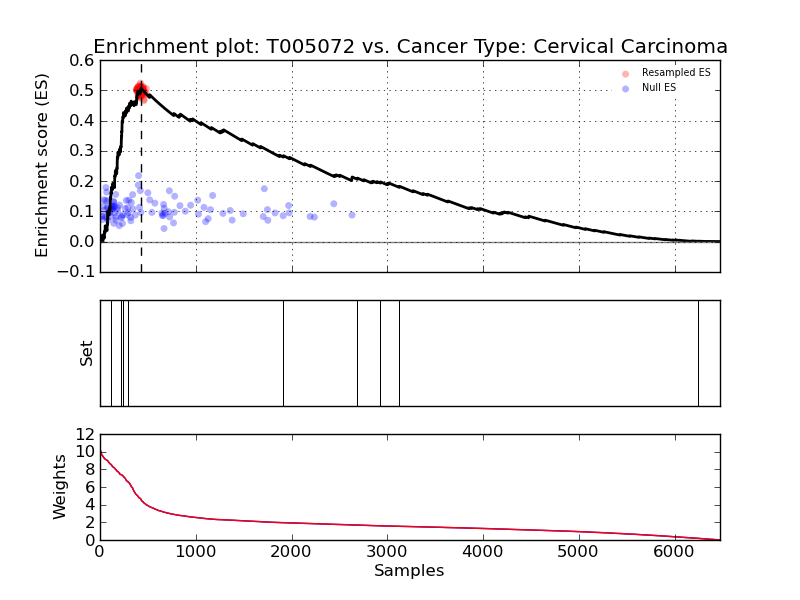 Enrichment plot: T005072 vs. Cancer Type: Cervical Carcinoma
Enrichment score (ES)
0.6
0.5
0.4
0.3
0.2
0.1
0.0
−0.1
Resampled ES
Null ES
Set
Weights
12
10
8
6
4
2
0
0 1000 2000 3000 4000 5000 6000
Samples